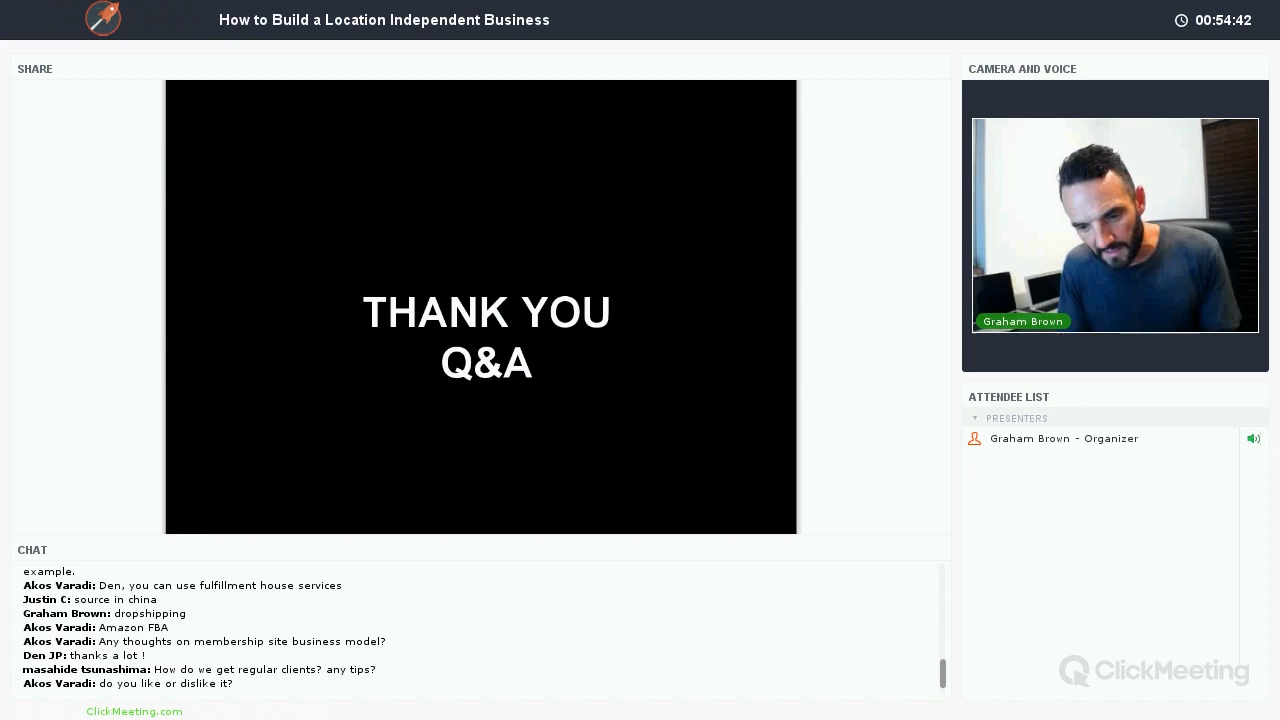 How to Build a Location Independent Business
00:54:42
SHARE
CAMERA AND VOICE
THANK YOU
Q&A
Graham Brown
ATTENDEE LIST
PRESENTERS
Graham Brown - Organizer
CHAT
example.
Akos Varadi: Den, you can use fulfillment house services
Justin C: source in china
Graham Brown: dropshipping
Akos Varadi: Amazon FBA
Akos Varadi: Any thoughts on membership site business model?
Den JP: thanks a lot !
masahide tsunashima: How do we get regular clients? any tips?
Akos Varadi: do you like or dislike it?
ClickMeeting
ClickMeeting.com